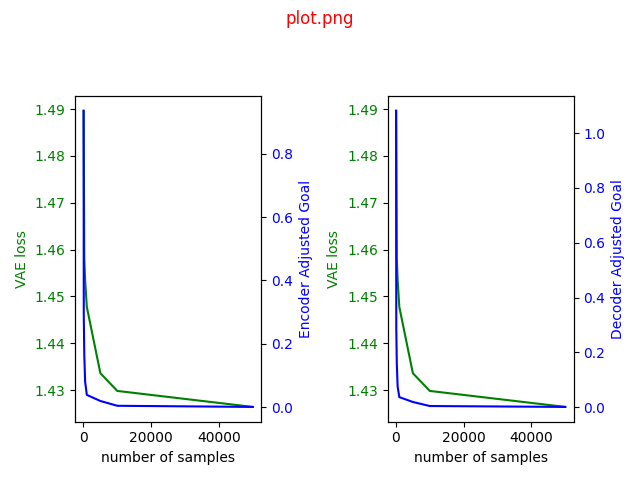 plot.png
1.49
1.48
1.47
1.46
1.45
1.44
1.43
VAE loss
0.8
0.6
0.4
0.2
0.0
Encoder Adjusted Goal
0 20000 40000
number of samples
1.49
1.48
1.47
1.46
1.45
1.44
1.43
VAE loss
1.0
0.8
0.6
0.4
0.2
0.0
Decoder Adjusted Goal
0 20000 40000
number of samples